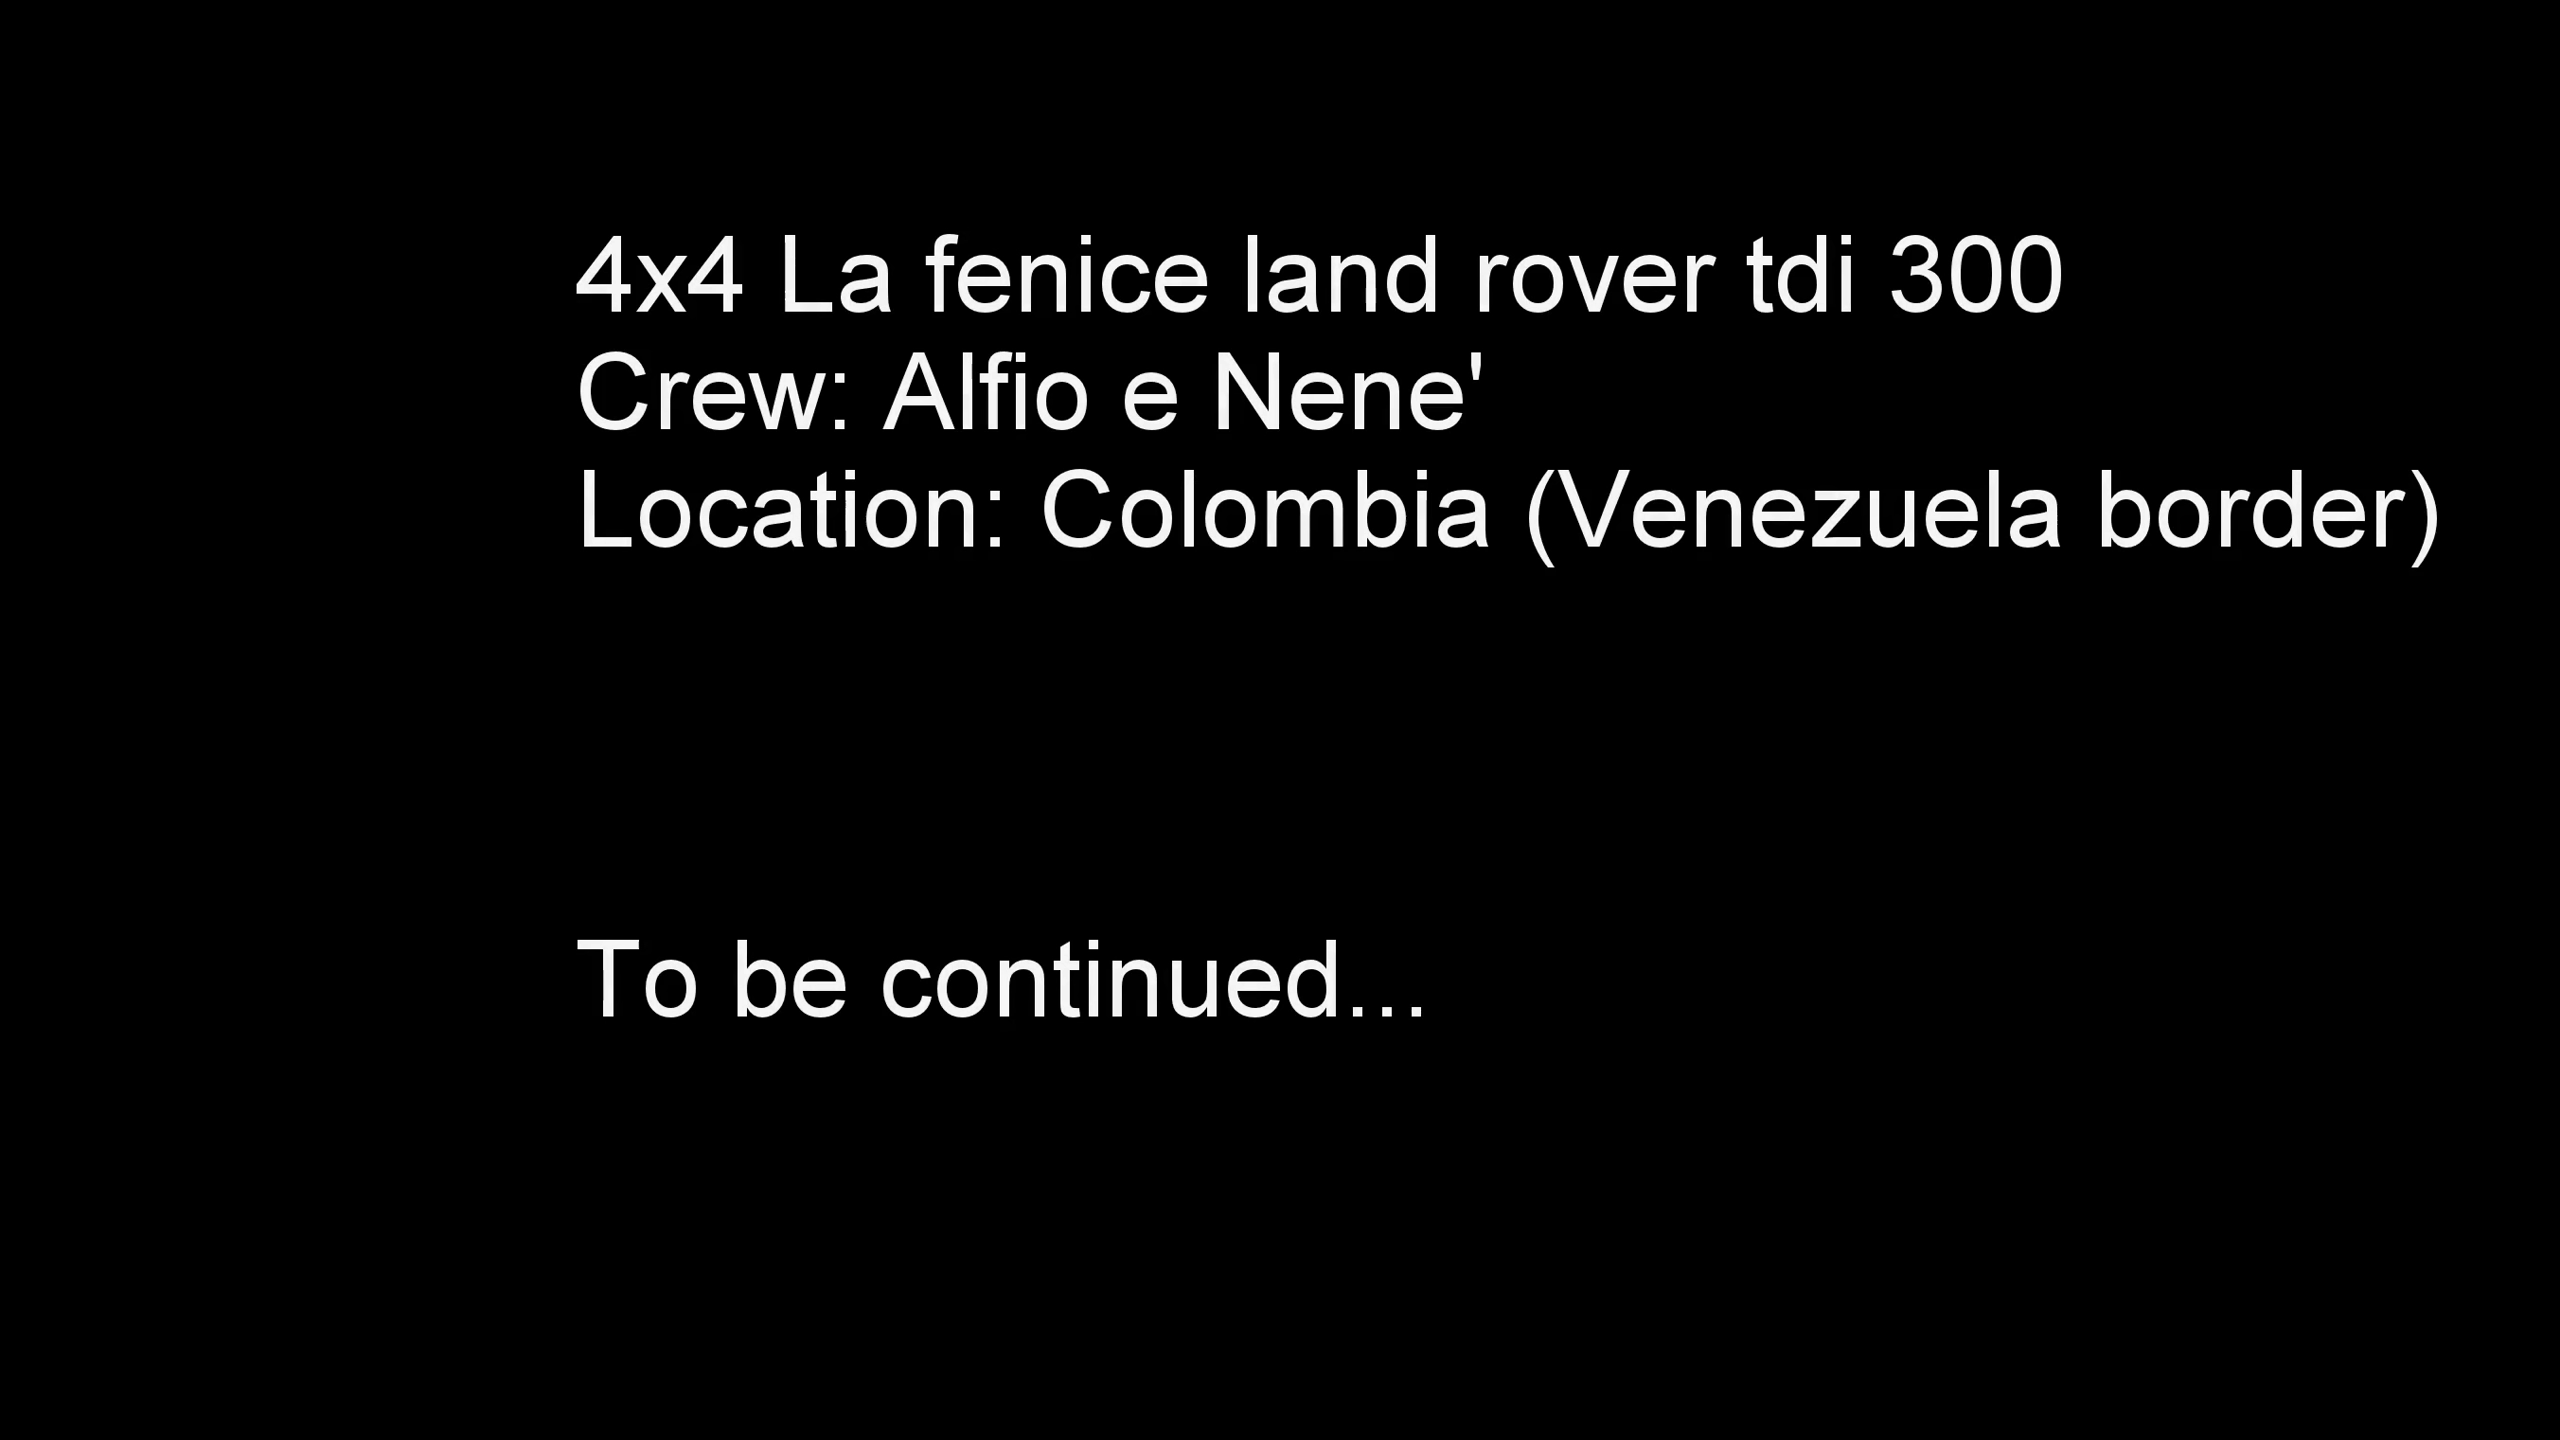 4x4 La fenice land rover tdi 300
Crew: Alfio e Nene'
Location: Colombia (Venezuela border)
To be continued...